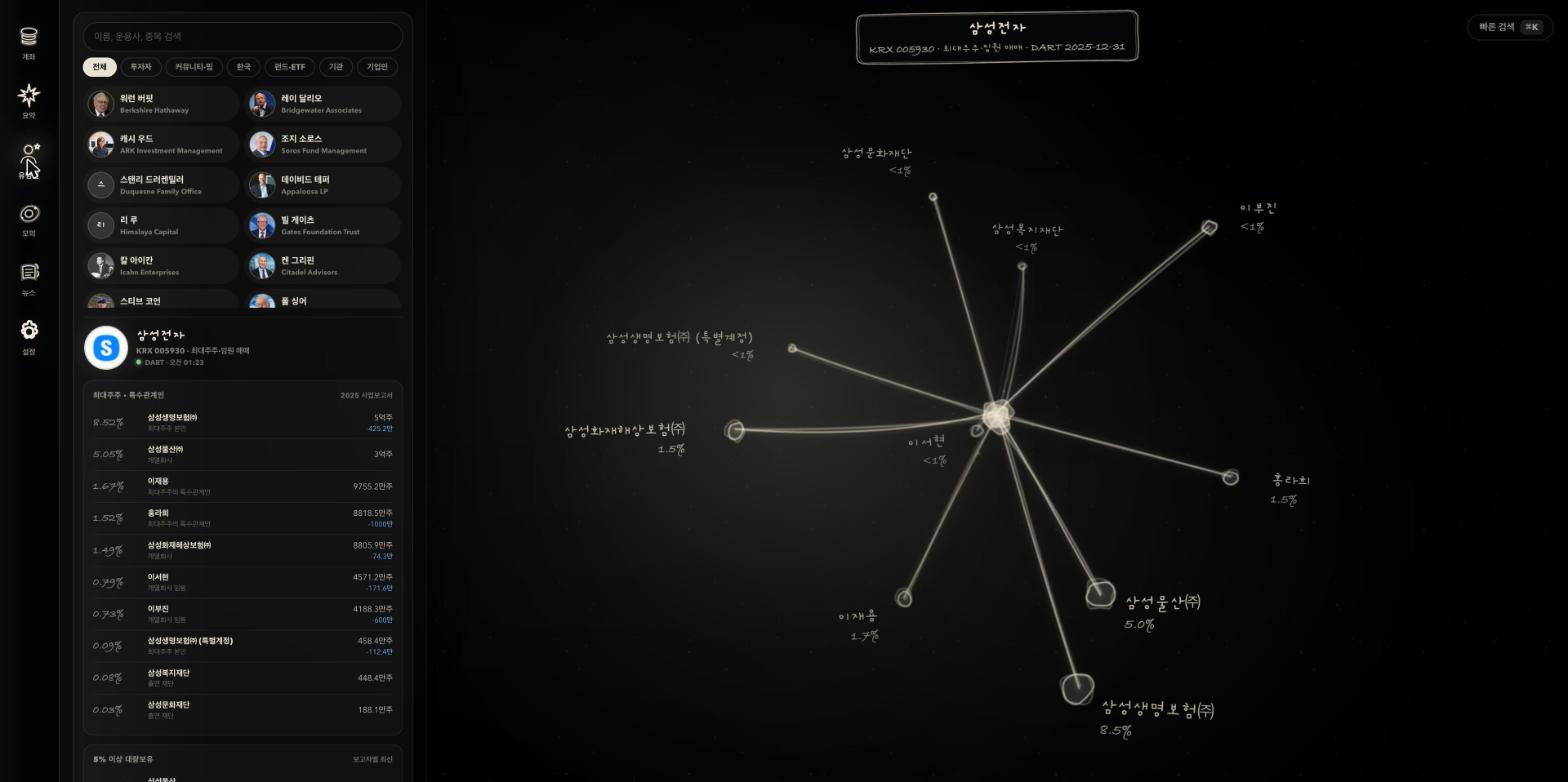 계좌
요약
모의
뉴스
설정
이름, 운용사, 종목 검색
전체
투자자
커뮤니티·밈
한국
펀드·ETF
기관
기업인
워런 버핏
Berkshire Hathaway
레이 달리오
Bridgewater Associates
캐시 우드
ARK Investment Management
조지 소로스
Soros Fund Management
스
스탠리 드러켄밀러
Duquesne Family Office
데이비드 테퍼
Appaloosa LP
리
리 루
Himalaya Capital
빌 게이츠
Gates Foundation Trust
칼 아이칸
Icahn Enterprises
켄 그리핀
Citadel Advisors
스티브 코언
폴 싱어
S
삼성전자
KRX 005930 · 최대주주·임원 매매
DART · 오전 01:23
최대주주 · 특수관계인
2025 사업보고서
8.52%
삼성생명보험㈜
최대주주 본인
5억주
-425.2만
5.05%
삼성물산㈜
계열회사
3억주
1.67%
이재용
최대주주의 특수관계인
9755.2만주
1.52%
홍라희
최대주주의 특수관계인
8818.5만주
-1000만
1.49%
삼성화재해상보험㈜
계열회사
8805.9만주
-74.3만
0.79%
이서현
계열회사 임원
4571.2만주
-171.6만
0.73%
이부진
계열회사 임원
4188.3만주
-600만
0.09%
삼성생명보험㈜ (특별계정)
최대주주 본인
458.4만주
-112.4만
0.08%
삼성복지재단
출연 재단
448.4만주
0.03%
삼성문화재단
출연 재단
188.1만주
5% 이상 대량보유
보고자별 최신
삼성물산
삼성전자
KRX 005930 · 최대주주·임원 매매 · DART 2025-12-31
빠른 검색 ⌘K
삼성문화재단
<1%
이부진
<1%
삼성복지재단
<1%
삼성생명보험㈜ (특별계정)
<1%
삼성화재해상보험㈜
1.5%
이서현
<1%
홍라희
1.5%
이재용
1.7%
삼성물산㈜
5.0%
삼성생명보험㈜
8.5%